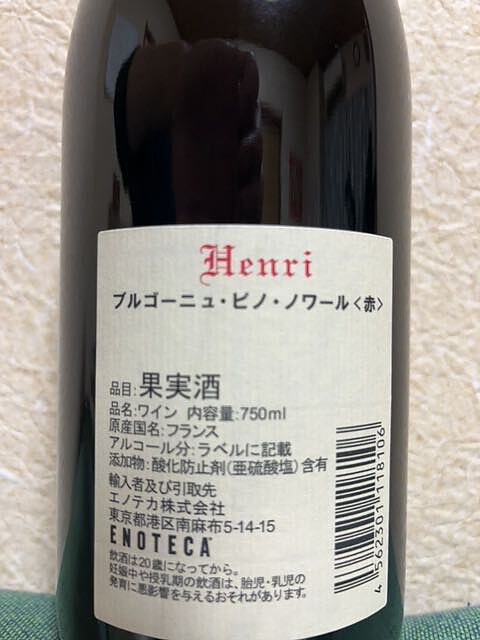 Henri
ブルゴーニュ・ピノ・ノワール〈赤〉
品目:果実酒
品名:ワイン 内容量:750ml
原産国名:フランス
アルコール分:ラベルに記載
添加物:酸化防止剤(亜硫酸塩)含有
輸入者及び引取先
エノテカ株式会社
東京都港区南麻布5-14-15
ENOTECA
飲酒は20歳になってから。
妊娠中や授乳期の飲酒は、胎児・乳児の
発育に悪影響を与えるおそれがあります。
4 562301 118106